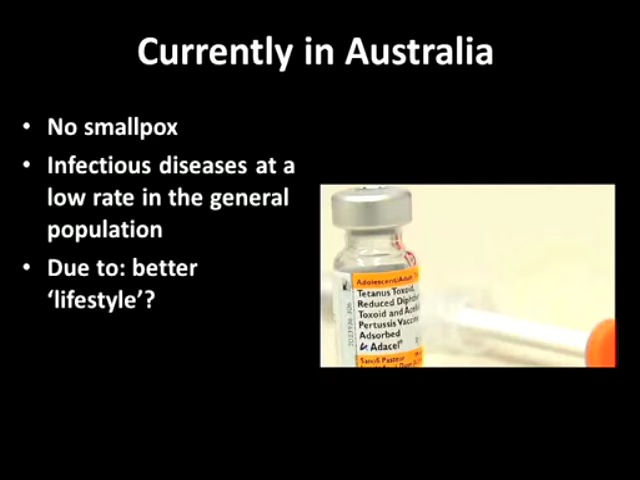 Currently in Australia
• No smallpox
• Infectious diseases at a
low rate in the general
population
• Due to: better
‘lifestyle’?
Adolescent/Adult
Tetanus Toxoid,
Reduced Diphth
Toxoid and Acell
Pertussis Vaccin
Adsorbed
Adacel®
Sanofi Pasteur